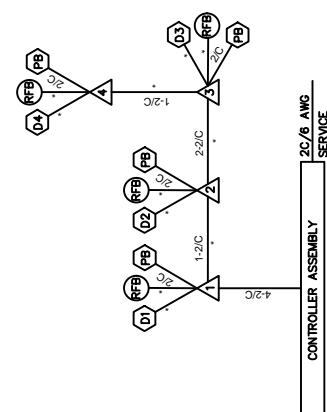 D4
RFB
PB
2/C
*
*
4
1-2/C
*
D3
*
RFB
*
2/C
PB
3
2-2/C
*
D2
RFB
PB
2/C
*
*
2
1-2/C
*
D1
RFB
PB
2/C
*
*
1
4-2/C
CONTROLLER ASSEMBLY
2C/6 AWG
SERVICE